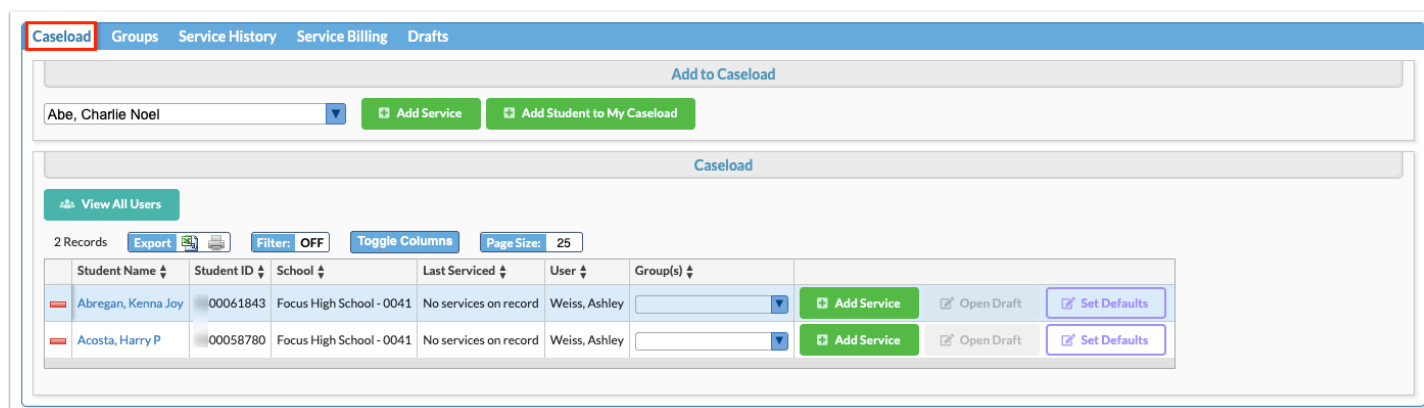 Caseload Groups Service History Service Billing Drafts
Add to Caseload
Abe, Charlie Noel Add Service Add Student to My Caseload
Caseload
View All Users
2 Records Export Filter: OFF Toggle Columns Page Size: 25
Student Name Student ID School Last Serviced User Group(s)
Abregan, Kenna Joy 00061843 Focus High School - 0041 No services on record Weiss, Ashley Add Service Open Draft Set Defaults
Acosta, Harry P 00058780 Focus High School - 0041 No services on record Weiss, Ashley Add Service Open Draft Set Defaults